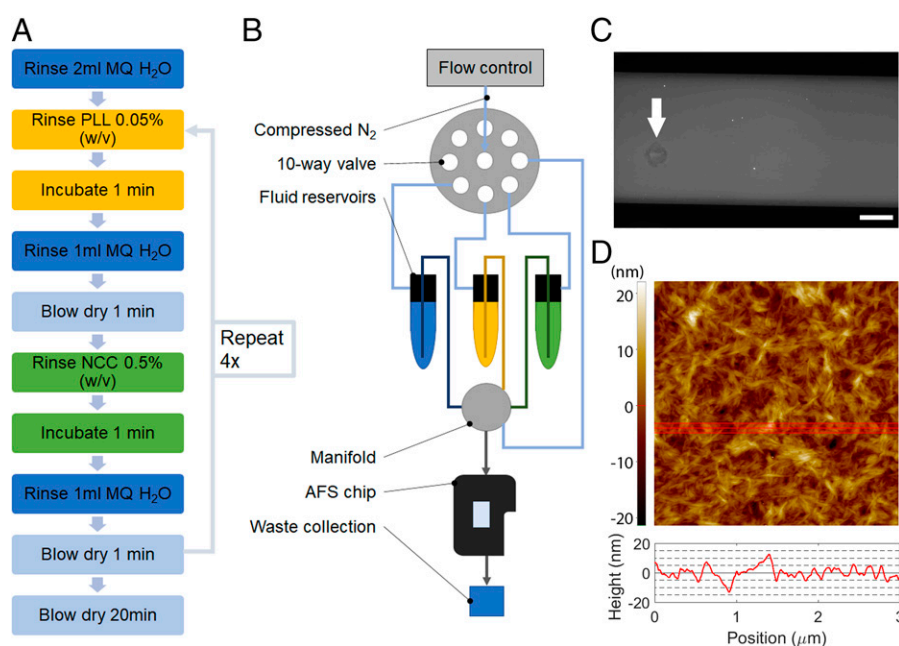 A
Rinse 2ml MQ H₂O
Rinse PLL 0.05%
(w/v)
Incubate 1 min
Rinse 1ml MQ H₂O
Blow dry 1 min
Rinse NCC 0.5%
(w/v)
Incubate 1 min
Rinse 1ml MQ H₂O
Blow dry 1 min
Blow dry 20min
Repeat
4x
B
Flow control
Compressed N₂
10-way valve
Fluid reservoirs
Manifold
AFS chip
Waste collection
C
D
(nm)
20
10
0
-10
-20
Height (nm)
20
0
-20
0
1
2
3
Position (μm)